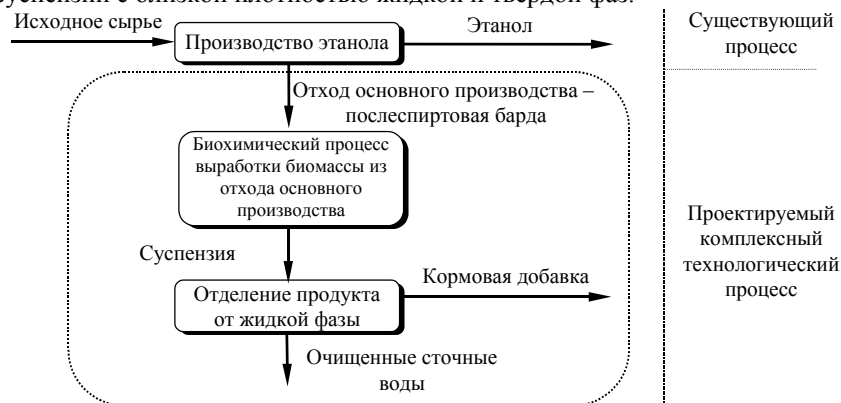 суспензии с близкой плотностью жидкой и твердой фаз.
Исходное сырье
Производство этанола
Этанол
Существующий
процесс
Отход основного производства –
послеспиртовая барда
Биохимический процесс
выработки биомассы из
отхода основного
производства
Суспензия
Отделение продукта
от жидкой фазы
Кормовая добавка
Очищенные сточные
воды
Проектируемый
комплексный
технологический
процесс